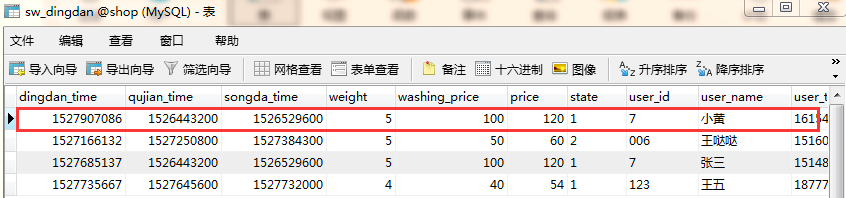 sw_dingdan @shop (MySQL) - 表
文件 编辑 查看 窗口 帮助
导入向导 导出向导 筛选向导 网格查看 表单查看 备注 十六进制 图像 升序排序 降序排序
dingdan_time qujian_time songda_time weight washing_price price state user_id user_name user_t
1527907086 1526443200 1526529600 5 100 120 1 7 小黄 16154
1527166132 1527250800 1527384300 5 50 60 2 006 王哒哒 15160
1527685137 1526443200 1526529600 5 100 120 1 7 张三 15148
1527735667 1527645600 1527732000 4 40 54 1 123 王五 18777